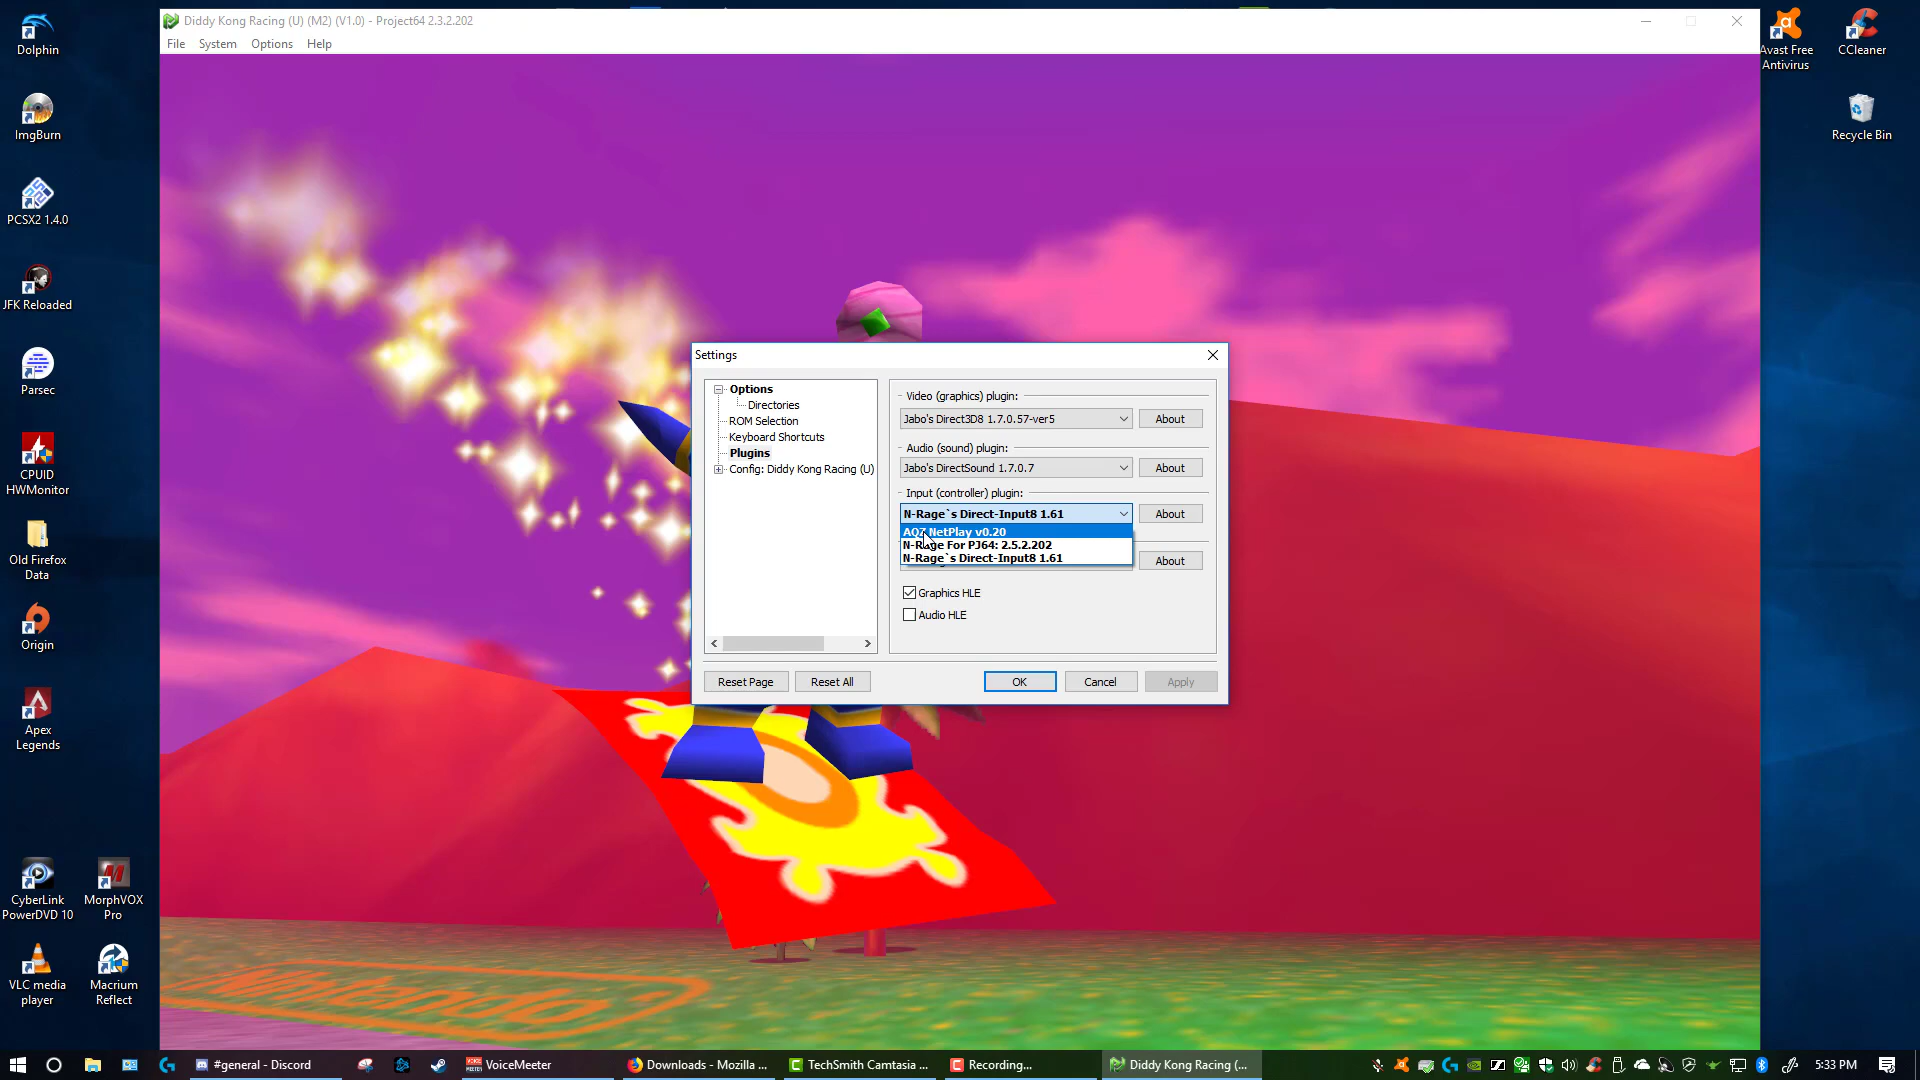 Diddy Kong Racing (U) (M2) (V1.0) - Project64 2.3.2.202
File System Options Help
Dolphin
ImgBurn
PCSX2 1.4.0
JFK Reloaded
Parsec
CPUID
HWMonitor
Old Firefox
Data
Origin
Apex
Legends
CyberLink
PowerDVD 10
MorphVOX
Pro
VLC media
player
Macrium
Reflect
Avast Free
Antivirus
CCleaner
Recycle Bin
Settings
Options
Directories
ROM Selection
Keyboard Shortcuts
Plugins
Config: Diddy Kong Racing (U)
Video (graphics) plugin:
Jabo's Direct3D8 1.7.0.57-ver5
About
Audio (sound) plugin:
Jabo's DirectSound 1.7.0.7
About
Input (controller) plugin:
N-Rage`s Direct-Input8 1.61
About
AQZ NetPlay v0.20
N-Rage For PJ64: 2.5.2.202
N-Rage`s Direct-Input8 1.61
About
Graphics HLE
Audio HLE
Reset Page
Reset All
OK
Cancel
Apply
Nintendo
#general - Discord
VoiceMeeter
Downloads - Mozilla ...
TechSmith Camtasia ...
Recording...
Diddy Kong Racing (...
5:33 PM